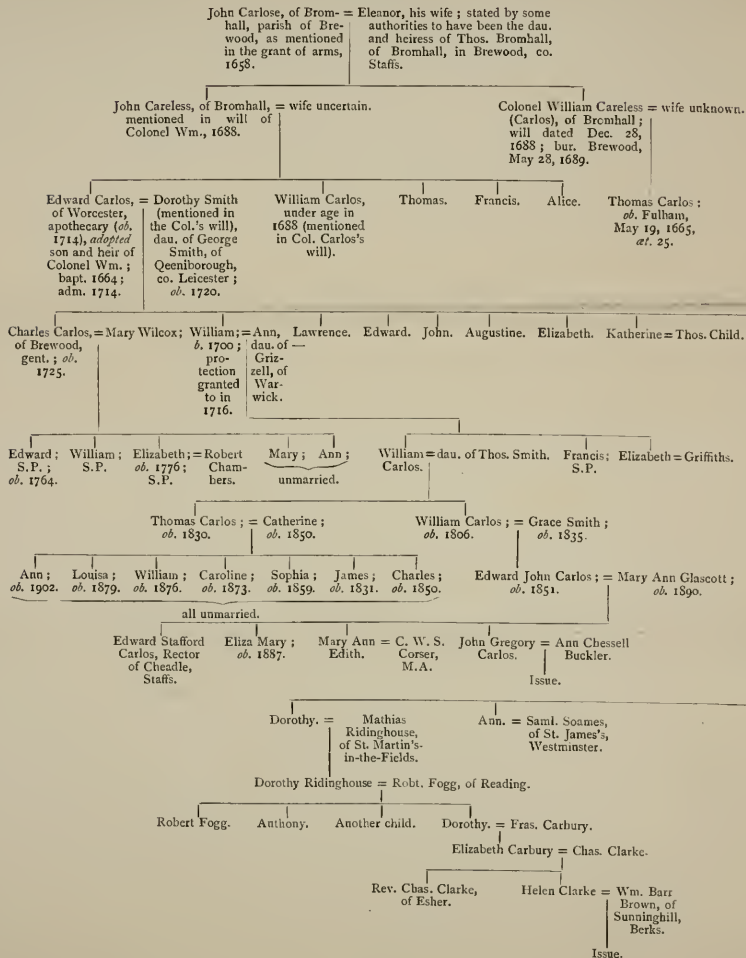 John Carlose, of Brom- = Eleanor, his wife ; stated by some
hall, parish of Bre-
wood, as mentioned
in the grant of arms,
1658.
authorities to have been the dau.
and heiress of Thos. Bromhall,
of Bromhall, in Brewood, co.
Staffs.
John Careless, of Bromhall, = wife uncertain.
mentioned in will of
Colonel Wm., 1688.
Colonel William Careless = wife unknown.
(Carlos), of Bromhall ;
will dated Dec. 28,
1688 ; bur. Brewood,
May 28, 1689.
Edward Carlos, =
of Worcester,
apothecary (ob.
1714), adopted
son and heir of
Colonel Wm. ;
bapt. 1664 ;
adm. 1714.
Dorothy Smith
(mentioned in
the Col.'s will),
dau. of George
Smith, of
Qeeniborough,
co. Leicester ;
ob. 1720.
William Carlos,
under age in
1688 (mentioned
in Col. Carlos's
will).
Thomas.
Francis.
Alice.
Thomas Carlos ;
ob. Fulham,
May 19, 1665,
æt. 25.
Charles Carlos, = Mary Wilcox ;
of Brewood,
gent. ; ob.
1725.
William ; =
b. 1700 ;
pro-
tection
granted
to in
1716.
Ann,
dau. of —
Griz-
zell, of
War-
wick.
Lawrence.
Edward.
John.
Augustine.
Elizabeth.
Katherine = Thos. Child.
Edward ;
S.P. ;
ob. 1764.
William ;
S.P.
Elizabeth ; =
ob. 1776 ;
S.P.
Robert
Cham-
bers.
Mary ; Ann ;
unmarried.
William = dau. of Thos. Smith.
Carlos.
Francis ;
S.P.
Elizabeth = Griffiths.
Thomas Carlos ; = Catherine ;
ob. 1830. ob. 1850.
William Carlos ; = Grace Smith ;
ob. 1806. ob. 1835.
Ann ; Louisa ; William ; Caroline ; Sophia ; James ; Charles ;
ob. 1902. ob. 1879. ob. 1876. ob. 1873. ob. 1859. ob. 1831. ob. 1850.
all unmarried.
Edward John Carlos ; = Mary Ann Glascott ;
ob. 1851. ob. 1890.
Edward Stafford
Carlos, Rector
of Cheadle,
Staffs.
Eliza Mary ;
ob. 1887.
Mary Ann =
Edith.
C. W. S.
Corser,
M.A.
John Gregory =
Carlos.
Ann Chessell
Buckler.
Issue.
Dorothy. =
Mathias
Ridinghouse,
of St. Martin's-
in-the-Fields.
Ann. =
Saml. Soames,
of St. James's,
Westminster.
Dorothy Ridinghouse = Robt. Fogg, of Reading.
Robert Fogg. Anthony. Another child. Dorothy. = Fras. Carbury.
Elizabeth Carbury = Chas. Clarke.
Rev. Chas. Clarke,
of Esher.
Helen Clarke =
Wm. Barr
Brown, of
Sunninghill,
Berks.
Issue.